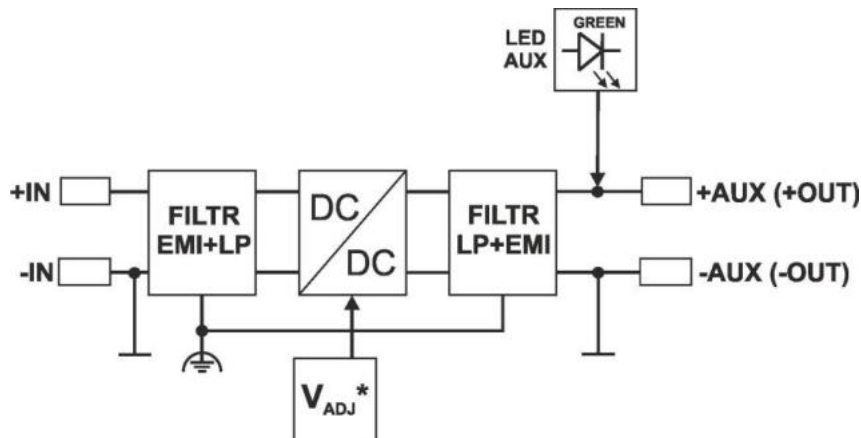 LED
AUX
GREEN
+IN
FILTR
EMI+LP
DC
DC
FILTR
LP+EMI
+AUX (+OUT)
-IN
-AUX (-OUT)
VADJ*